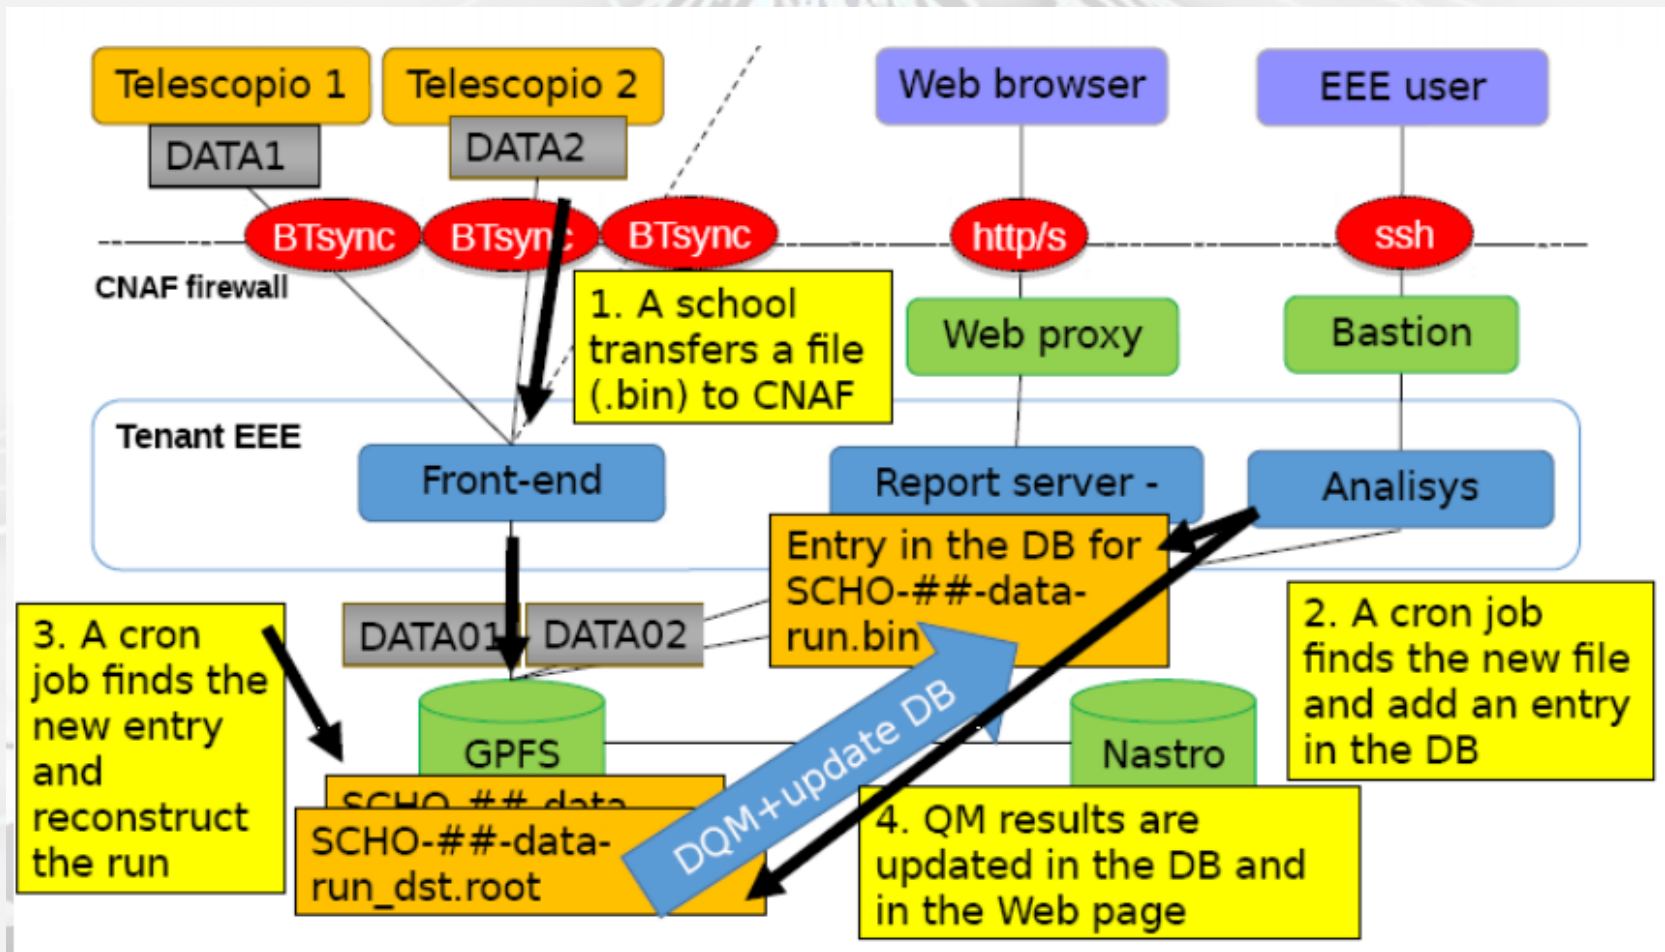 Telescopio 1
Telescopio 2
Web browser
EEE user
DATA1
DATA2
BTsync
BTsync
BTsync
http/s
ssh
CNAF firewall
1. A school
transfers a file
(.bin) to CNAF
Web proxy
Bastion
Tenant EEE
Front-end
Report server -
Analisys
Entry in the DB for
SCHO-##-data-
run.bin
DATA01
DATA02
2. A cron job
finds the new file
and add an entry
in the DB
3. A cron
job finds the
new entry
and
reconstruct
the run
GPFS
Nastro
DQM+update DB
SCHO-##-data-
SCHO-##-data-
run_dst.root
4. QM results are
updated in the DB and
in the Web page